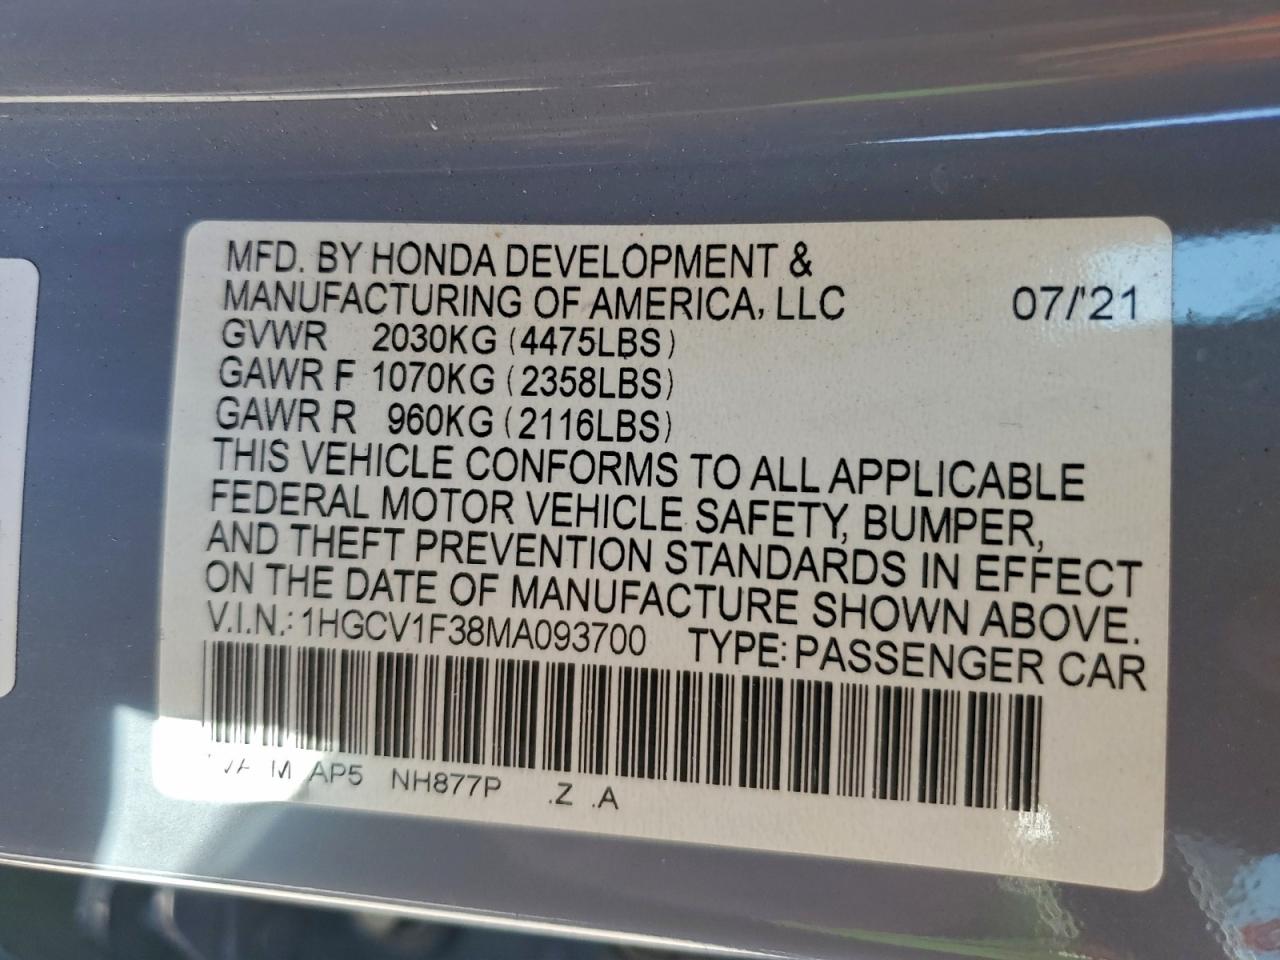 MFD. BY HONDA DEVELOPMENT &
MANUFACTURING OF AMERICA, LLC 07/'21
GVWR 2030KG (4475LBS)
GAWR F 1070KG (2358LBS)
GAWR R 960KG (2116LBS)
THIS VEHICLE CONFORMS TO ALL APPLICABLE
FEDERAL MOTOR VEHICLE SAFETY, BUMPER,
AND THEFT PREVENTION STANDARDS IN EFFECT
ON THE DATE OF MANUFACTURE SHOWN ABOVE.
V.I.N.: 1HGCV1F38MA093700 TYPE: PASSENGER CAR
AP5 NH877P .Z .A